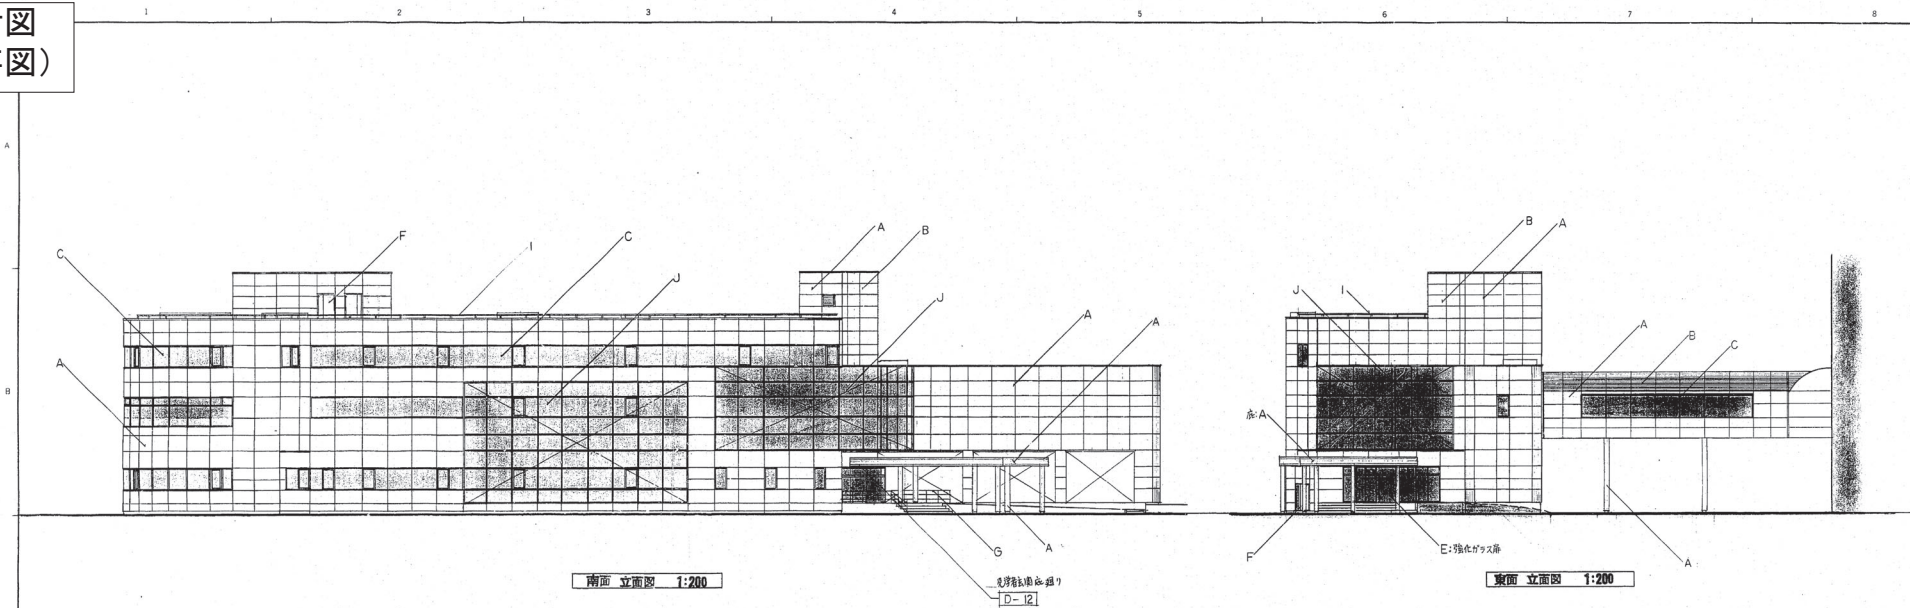 図
図）
1 2 3 4 5 6 7 8
A
B
C F I C J A B J A A
A
G A
J I B A A B C
庇:A
F E:強化ガラス扉 A
南面 立面図 1:200
D-12
東面 立面図 1:200